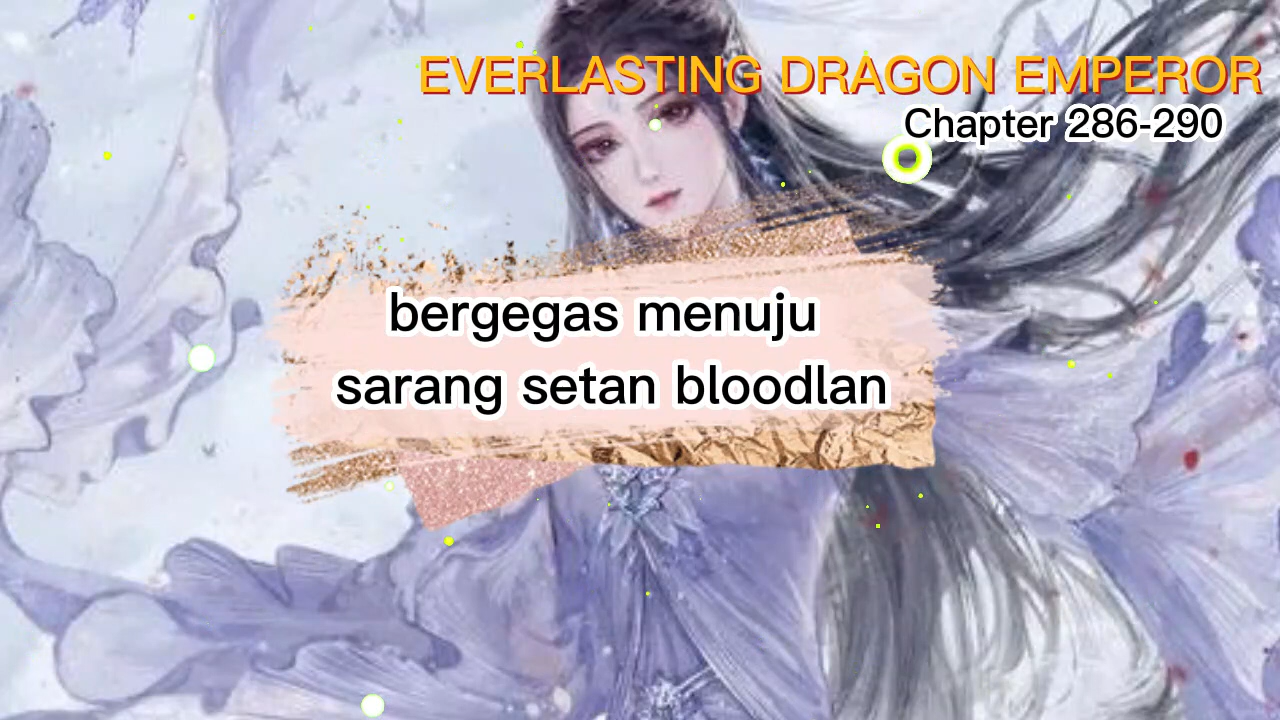 EVERLASTING DRAGON EMPEROR
Chapter 286-290
bergegas menuju
sarang setan bloodlan